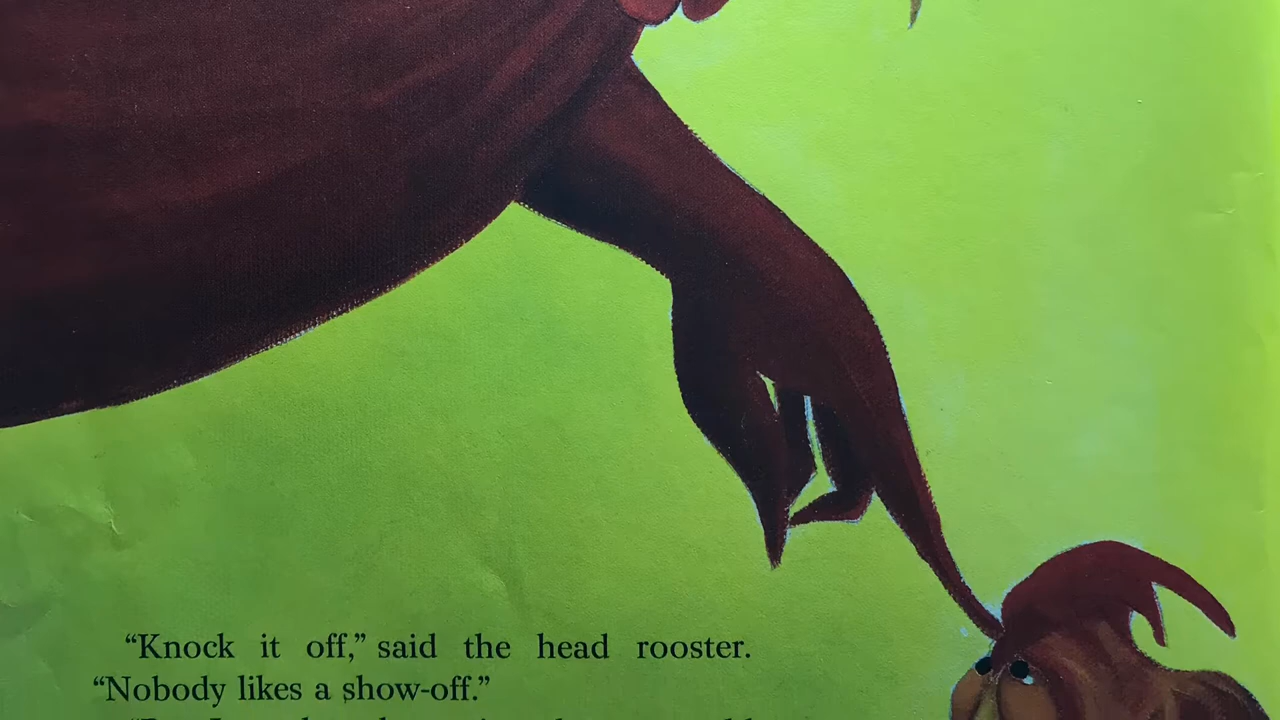 “Knock it off,” said the head rooster.
“Nobody likes a show-off.”